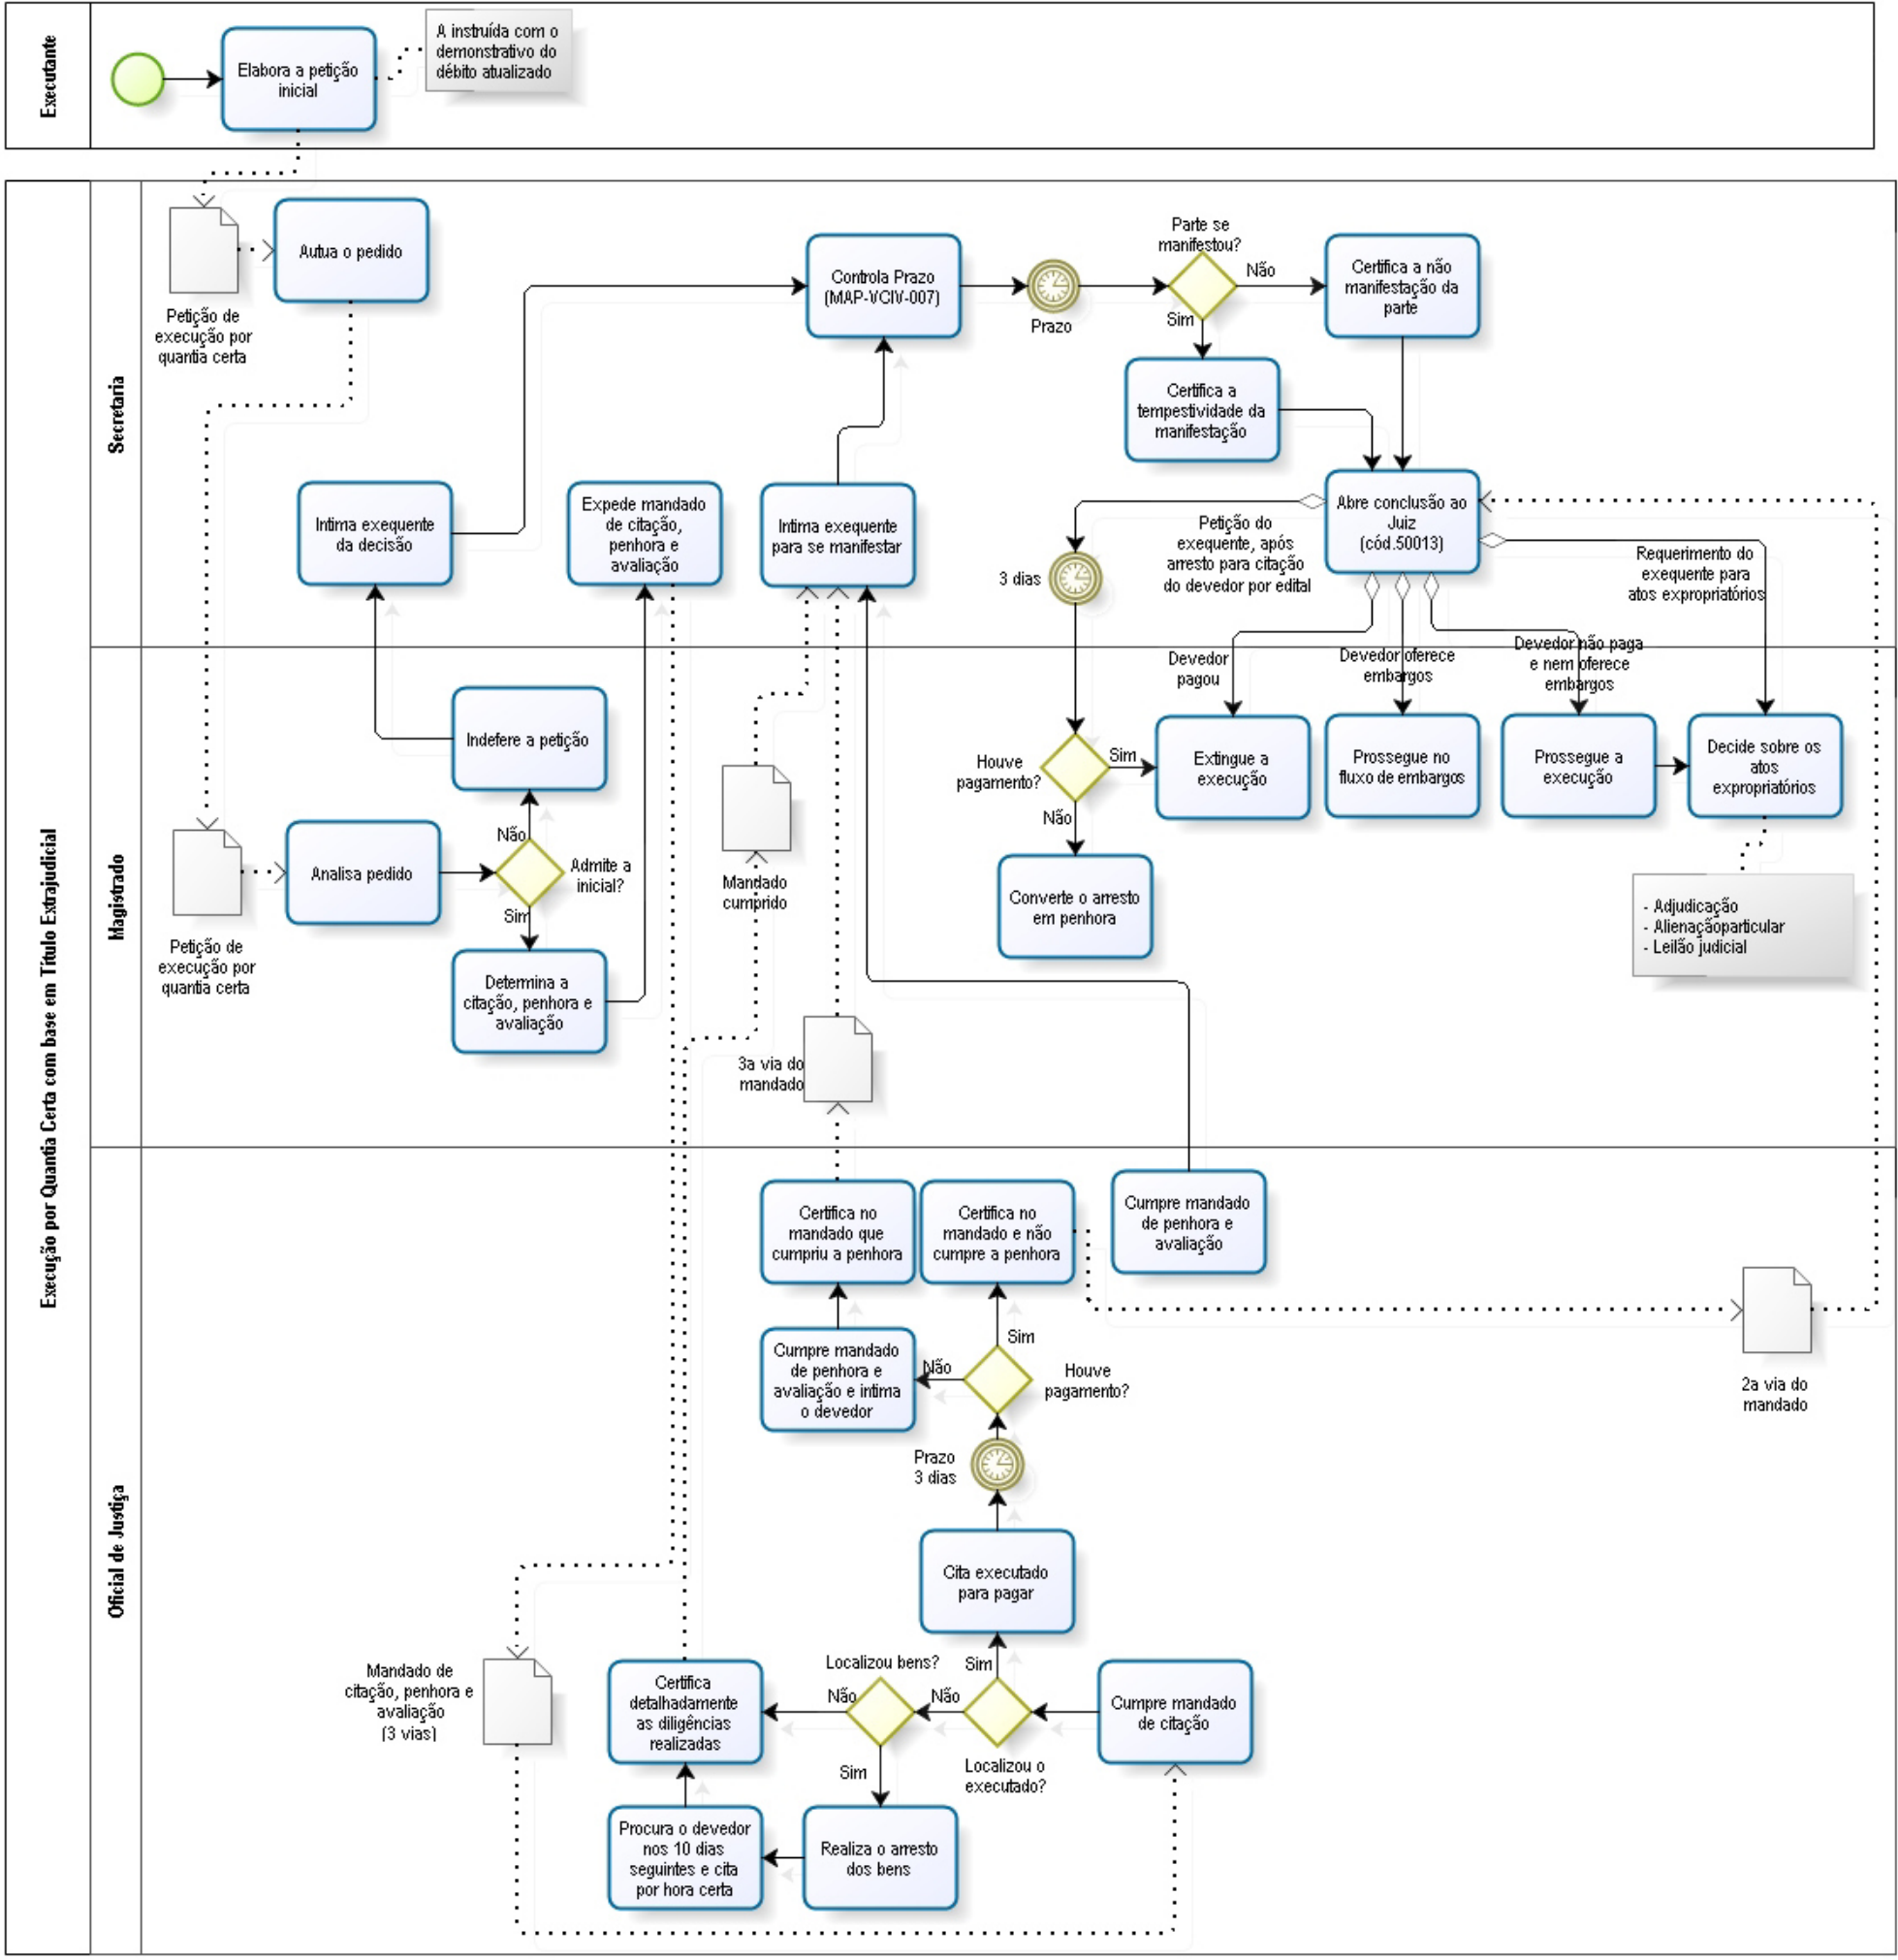 Executante
Elabora a petição
inicial
A instruída com o
demonstrativo do
débito atualizado
Execução por Quantia Certa com base em Título Extrajudicial
Secretaria
Petição de
execução por
quantia certa
Autua o pedido
Controla Prazo
(MAP-VCIV-007)
Prazo
Parte se
manifestou?
Não
Sim
Certifica a não
manifestação da
parte
Certifica a
tempestividade da
manifestação
Intima exequente
da decisão
Expede mandado
de citação,
penhora e
avaliação
Intima exequente
para se manifestar
3 dias
Petição do
exequente, após
arresto para citação
do devedor por edital
Abre conclusão ao
Juiz
(cód.50013)
Requerimento do
exequente para
atos expropriatórios
Devedor
pagou
Devedor oferece
embargos
Devedor não paga
e nem oferece
embargos
Magistrado
Indefere a petição
Petição de
execução por
quantia certa
Analisa pedido
Não
Admite a
inicial?
Sim
Determina a
citação, penhora e
avaliação
Mandado
cumprido
3a via do
mandado
Houve
pagamento?
Sim
Não
Extingue a
execução
Prossegue no
fluxo de embargos
Prossegue a
execução
Decide sobre os
atos
expropriatórios
Converte o arresto
em penhora
- Adjudicação
- Alienaçãoparticular
- Leilão judicial
Oficial de Justiça
Certifica no
mandado que
cumpriu a penhora
Certifica no
mandado e não
cumpre a penhora
Cumpre mandado
de penhora e
avaliação
Cumpre mandado
de penhora e
avaliação e intima
o devedor
Não
Sim
Houve
pagamento?
2a via do
mandado
Prazo
3 dias
Cita executado
para pagar
Mandado de
citação, penhora e
avaliação
(3 vias)
Certifica
detalhadamente
as diligências
realizadas
Localizou bens?
Não
Sim
Não
Sim
Localizou o
executado?
Cumpre mandado
de citação
Procura o devedor
nos 10 dias
seguintes e cita
por hora certa
Realiza o arresto
dos bens